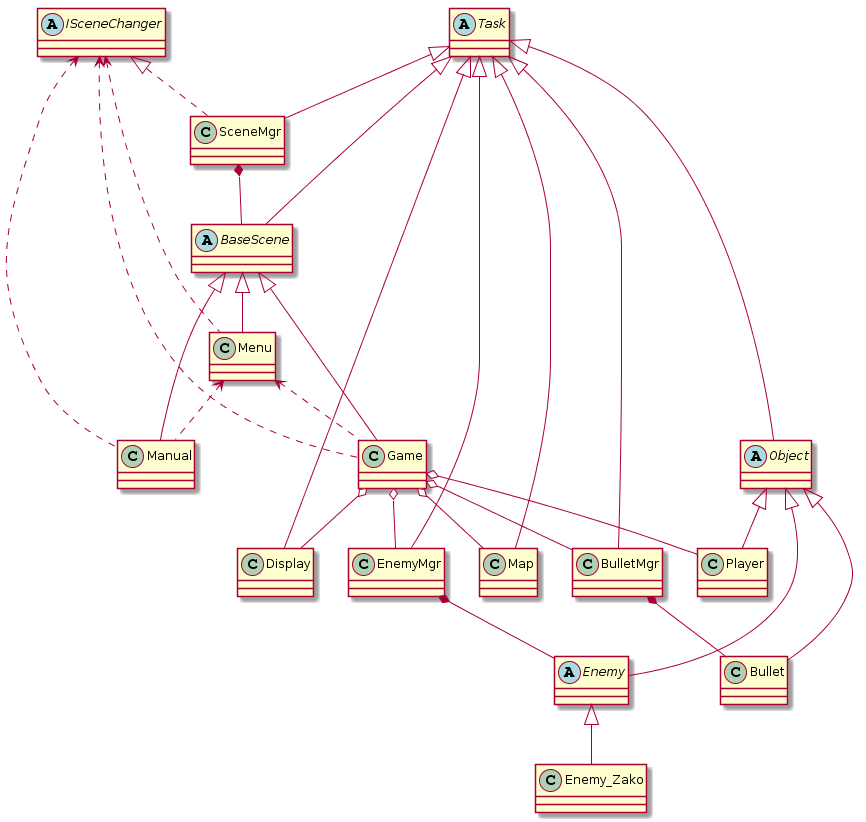 A ISceneChanger
A Task
C SceneMgr
A BaseScene
C Menu
C Manual
C Game
A Object
C Display
C EnemyMgr
C Map
C BulletMgr
C Player
A Enemy
C Bullet
C Enemy_Zako